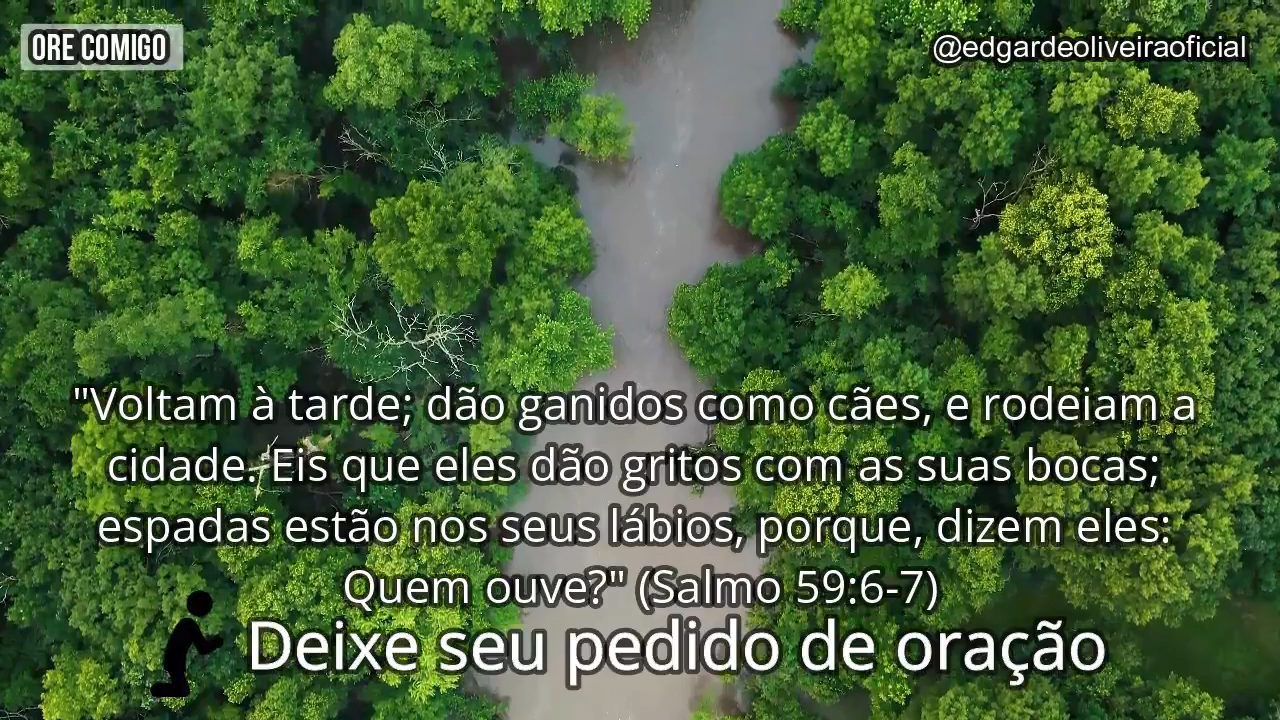 ORE COMIGO
@edgardeoliveiraoficial
"Voltam à tarde; dão ganidos como cães, e rodeiam a
cidade. Eis que eles dão gritos com as suas bocas;
espadas estão nos seus lábios, porque, dizem eles:
Quem ouve?" (Salmo 59:6-7)
Deixe seu pedido de oração